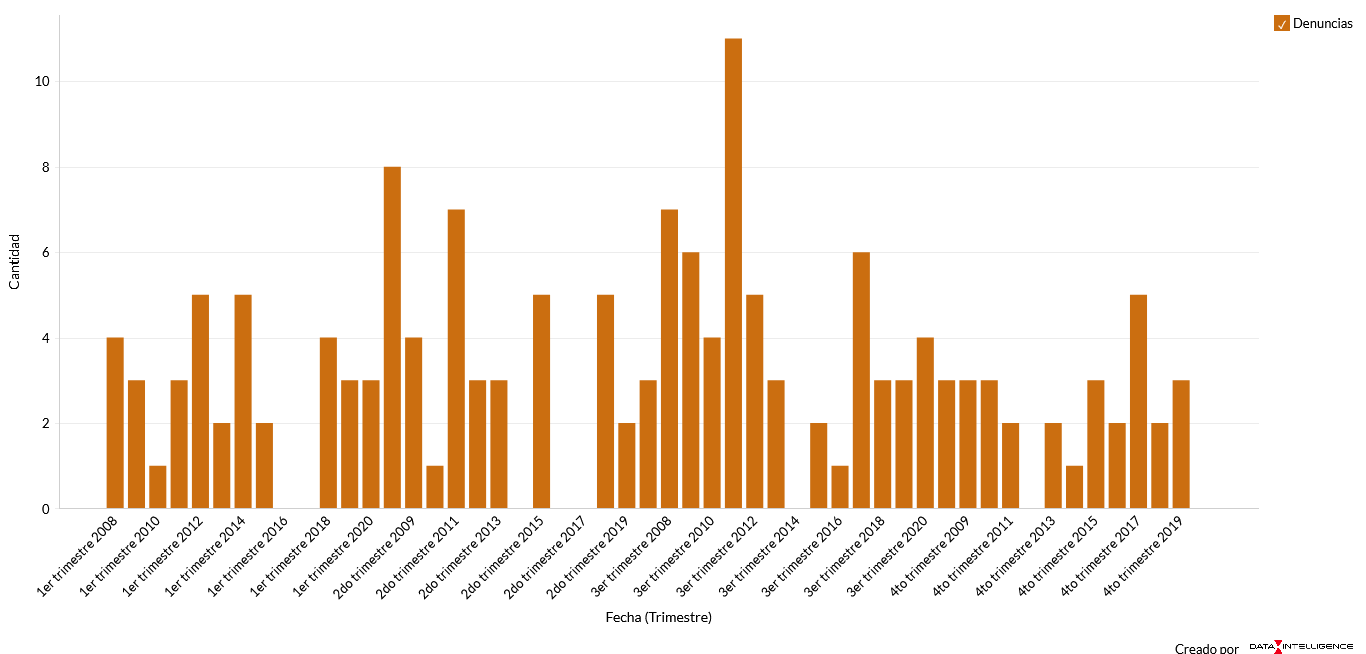 ✓ Denuncias
10
8
6
4
2
0
Cantidad
1er trimestre 2008
1er trimestre 2010
1er trimestre 2012
1er trimestre 2014
1er trimestre 2016
1er trimestre 2018
1er trimestre 2020
2do trimestre 2009
2do trimestre 2011
2do trimestre 2013
2do trimestre 2015
2do trimestre 2017
2do trimestre 2019
3er trimestre 2008
3er trimestre 2010
3er trimestre 2012
3er trimestre 2014
3er trimestre 2016
3er trimestre 2018
3er trimestre 2020
4to trimestre 2009
4to trimestre 2011
4to trimestre 2013
4to trimestre 2015
4to trimestre 2017
4to trimestre 2019
Fecha (Trimestre)
Creado por DATA INTELLIGENCE